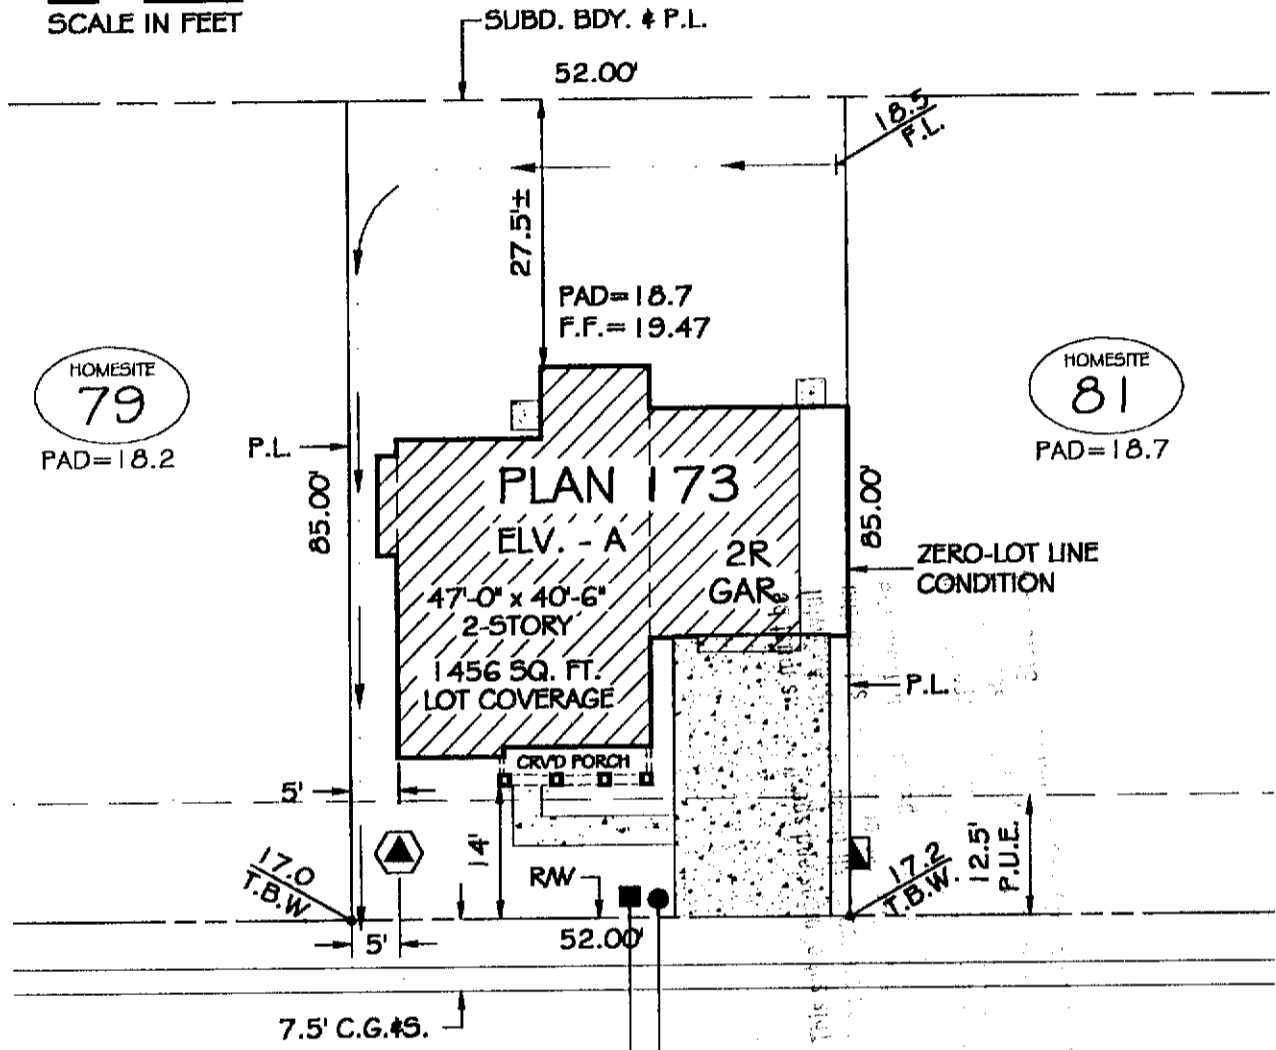 SCALE IN FEET
SUBD. BDY. & P.L.
52.00'
18.5
F.L.
27.5'±
PAD=18.7
F.F.=19.47
HOMESITE
79
PAD=18.2
HOMESITE
81
PAD=18.7
P.L.
85.00'
PLAN 173
ELV. - A
47'-0" x 40'-6"
2-STORY
1456 SQ. FT.
LOT COVERAGE
2R
GAR.
85.00'
ZERO-LOT LINE
CONDITION
P.L.
CRV'D PORCH
5'
14'
R/W
17.0
T.B.W
17.2
T.B.W.
12.5'
P.U.E.
5'
52.00'
7.5' C.G.&S.